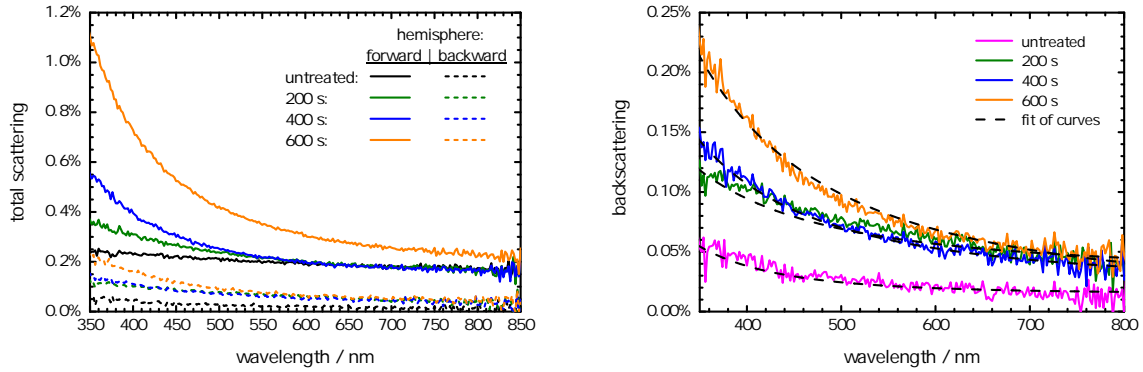 1.2%
1.0%
0.8%
0.6%
0.4%
0.2%
0.0%
total scattering
hemisphere:
forward | backward
untreated:
200 s:
400 s:
600 s:
350 400 450 500 550 600 650 700 750 800 850
wavelength / nm
0.25%
0.20%
0.15%
0.10%
0.05%
0.00%
backscattering
untreated
200 s
400 s
600 s
fit of curves
400 500 600 700 800
wavelength / nm